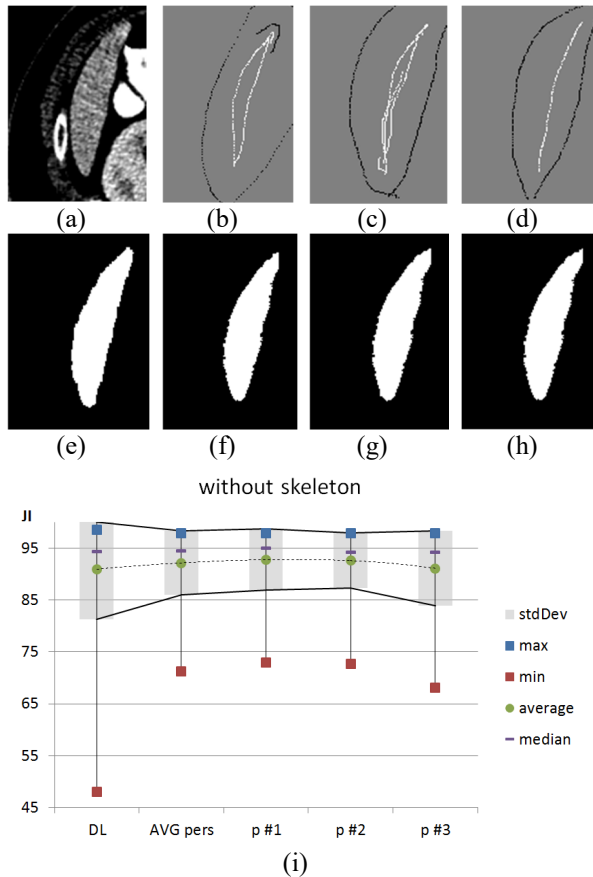 (a) (b) (c) (d)
(e) (f) (g) (h)
without skeleton
JI
95
85
75
65
55
45
stdDev
max
min
average
median
DL AVG pers p #1 p #2 p #3
(i)